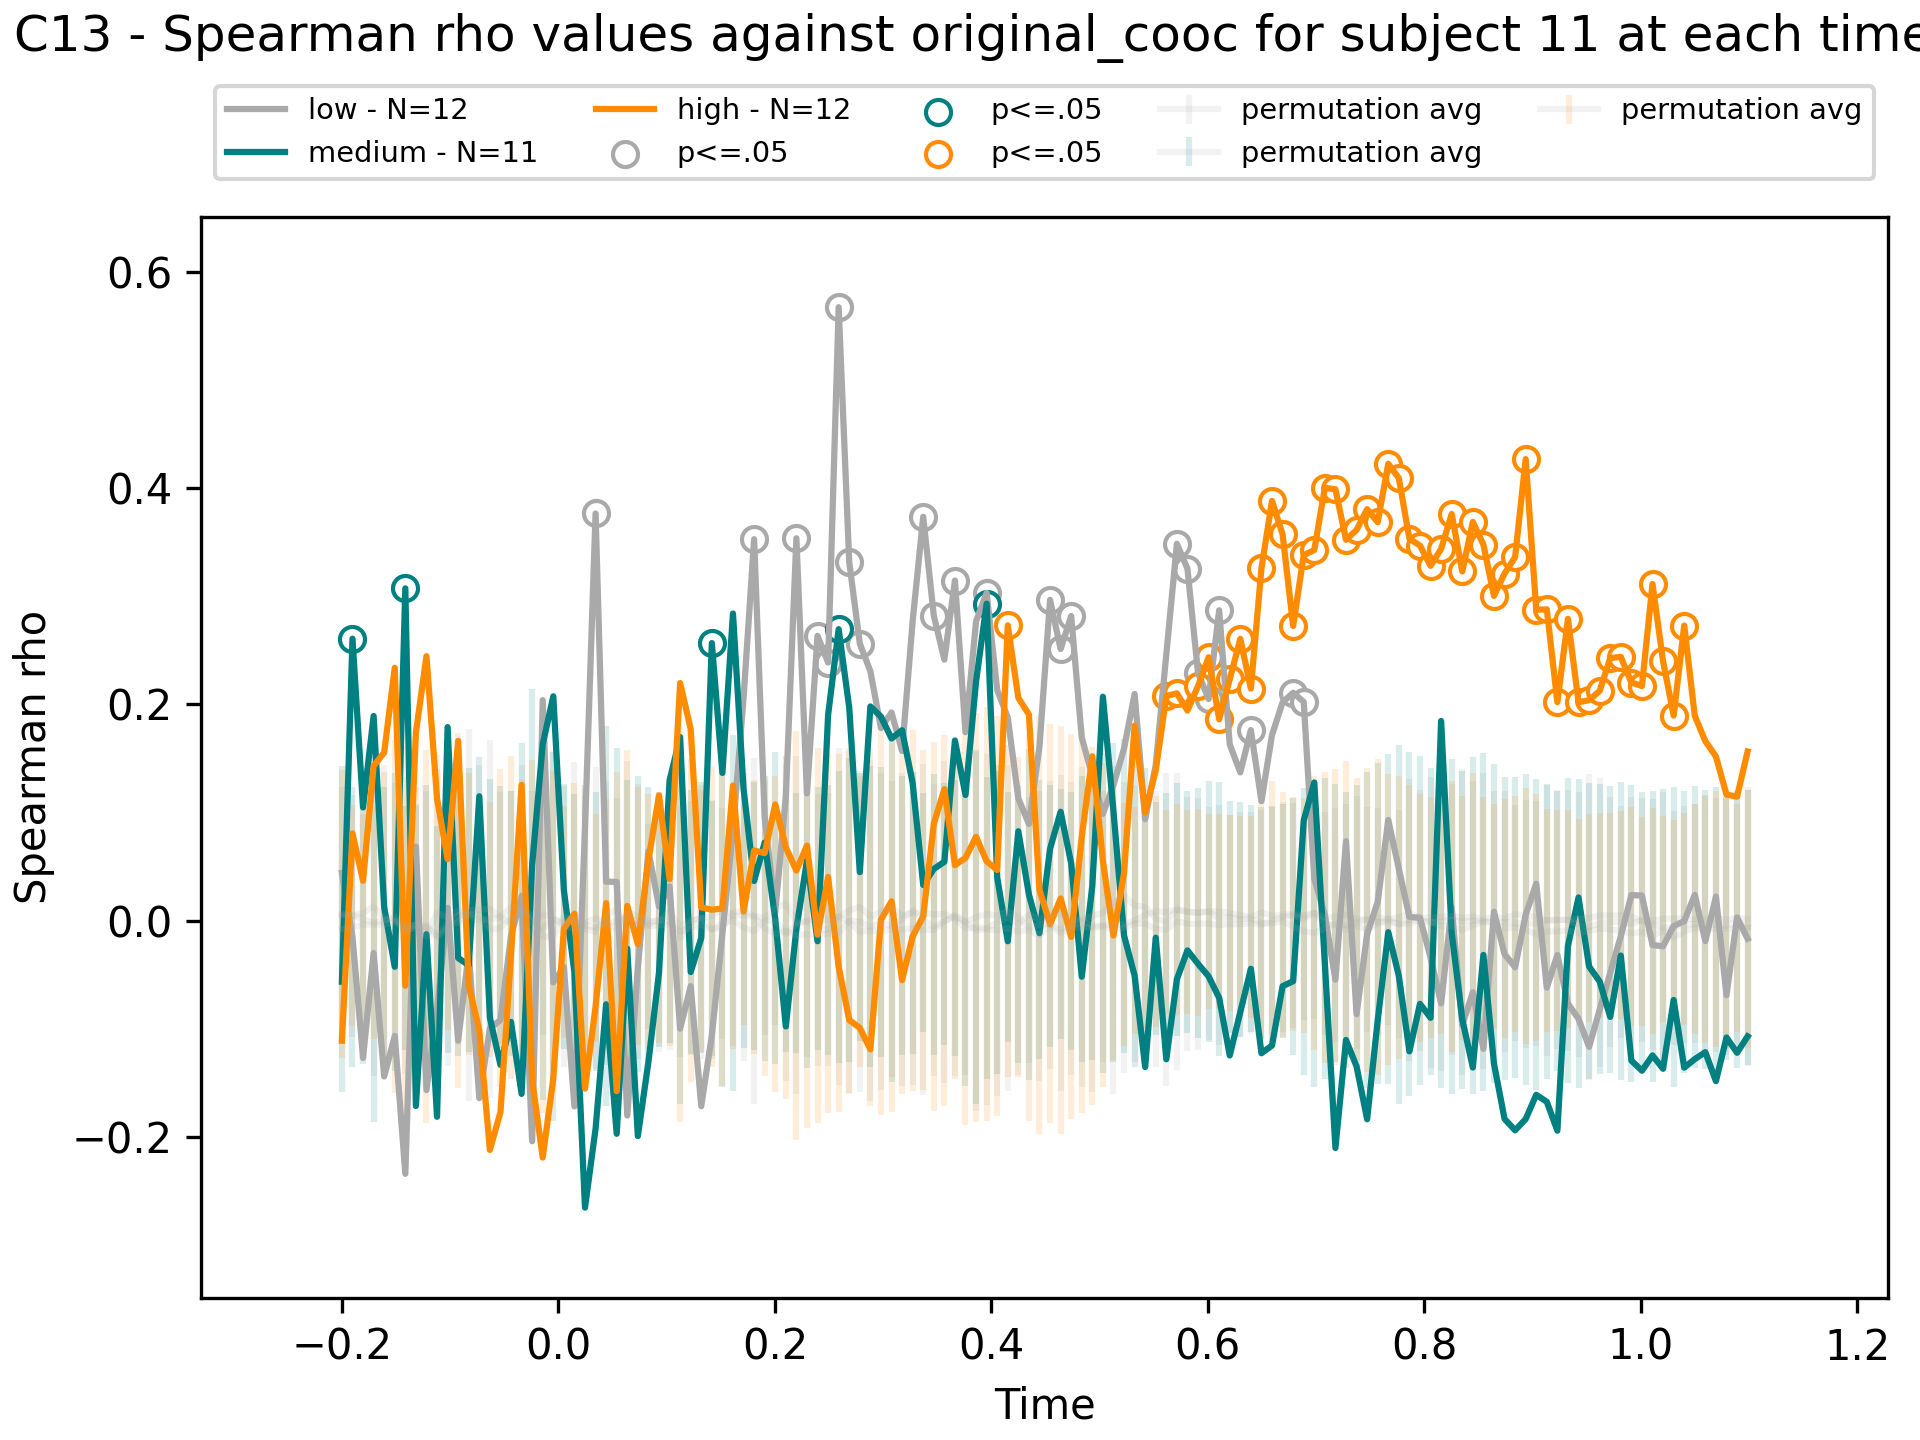 C13 - Spearman rho values against original_cooc for subject 11 at each time
low - N=12
medium - N=11
high - N=12
p<=.05
p<=.05
p<=.05
permutation avg
permutation avg
permutation avg
Spearman rho
0.6
0.4
0.2
0.0
−0.2
−0.2
0.0
0.2
0.4
0.6
0.8
1.0
1.2
Time